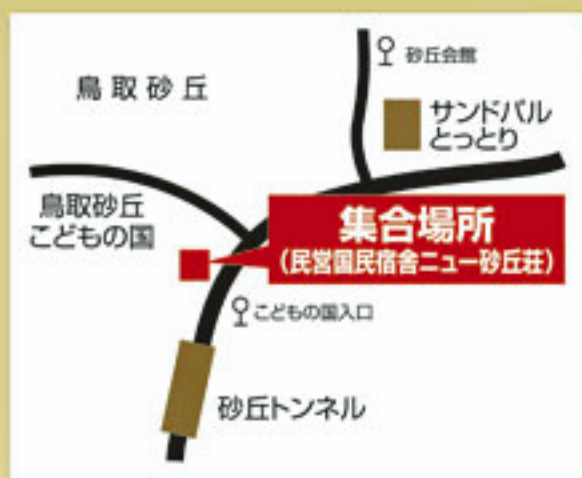 砂丘会館
鳥取砂丘
サンドパル
とっとり
鳥取砂丘
こどもの国
集合場所
(民営国民宿舎ニュー砂丘荘)
こどもの国入口
砂丘トンネル